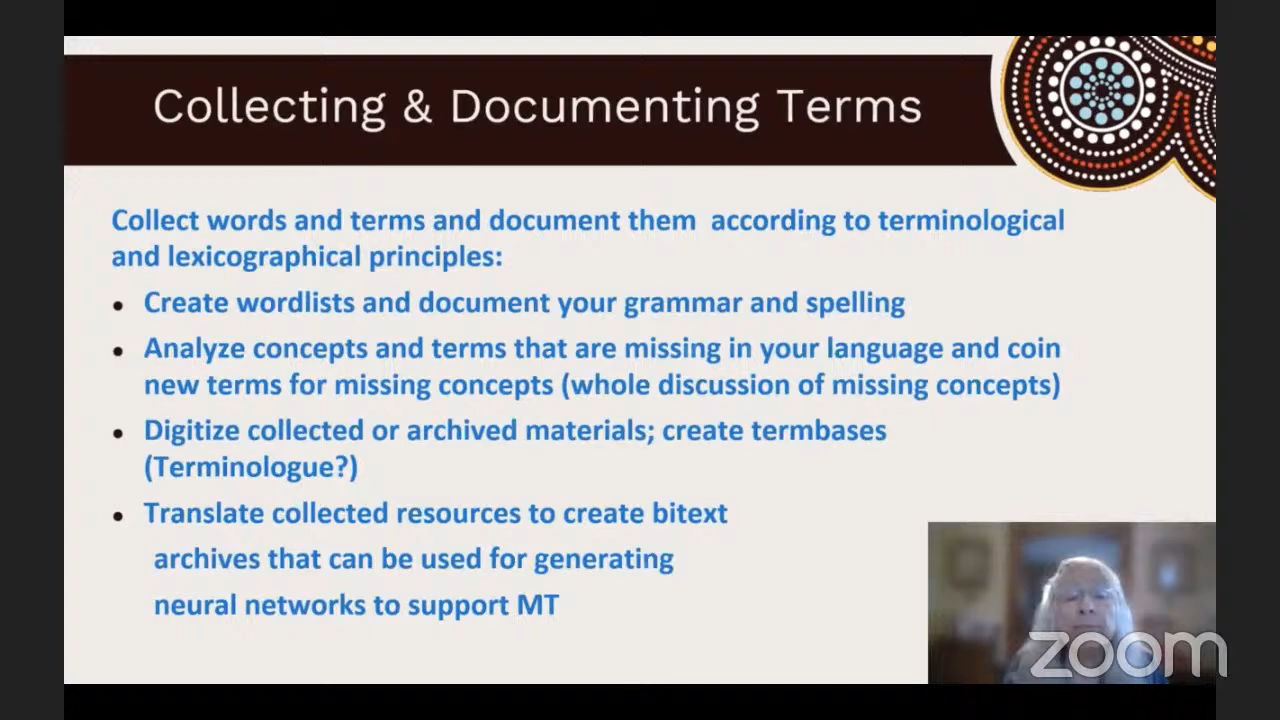 Collecting & Documenting Terms
Collect words and terms and document them according to terminological
and lexicographical principles:
• Create wordlists and document your grammar and spelling
• Analyze concepts and terms that are missing in your language and coin
new terms for missing concepts (whole discussion of missing concepts)
• Digitize collected or archived materials; create termbases
(Terminologue?)
• Translate collected resources to create bitext
archives that can be used for generating
neural networks to support MT
zoom